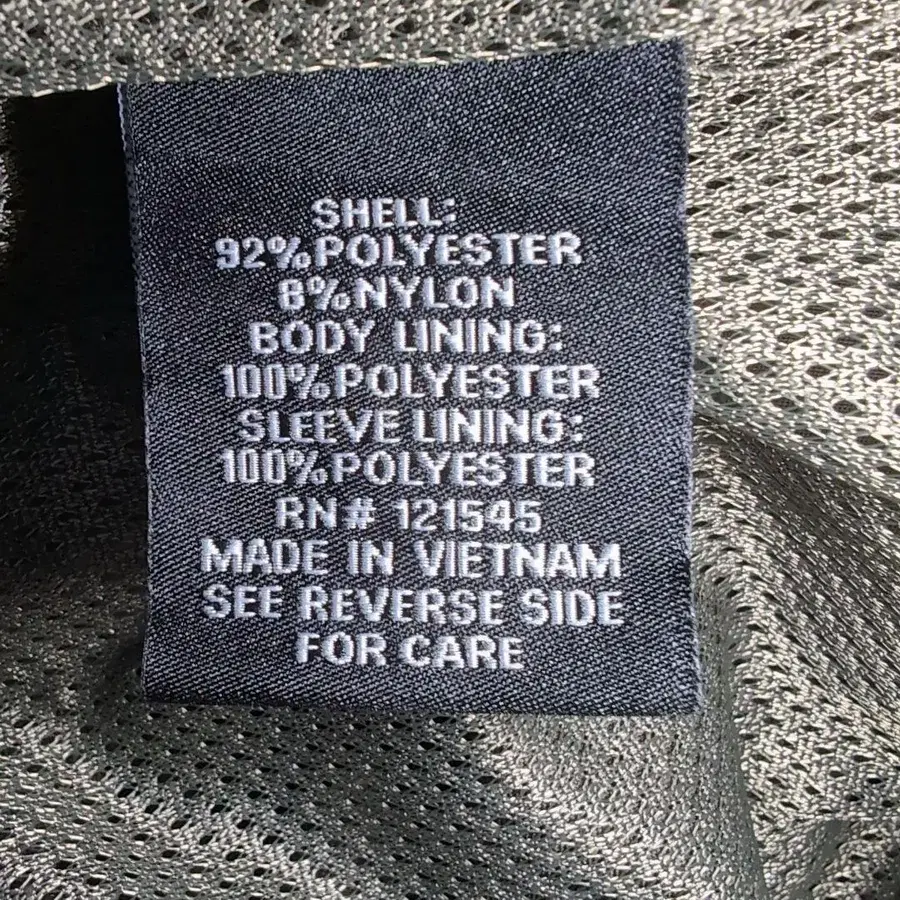 SHELL:
92%POLYESTER
8%NYLON
BODY LINING:
100%POLYESTER
SLEEVE LINING:
100%POLYESTER
RN# 121545
MADE IN VIETNAM
SEE REVERSE SIDE
FOR CARE